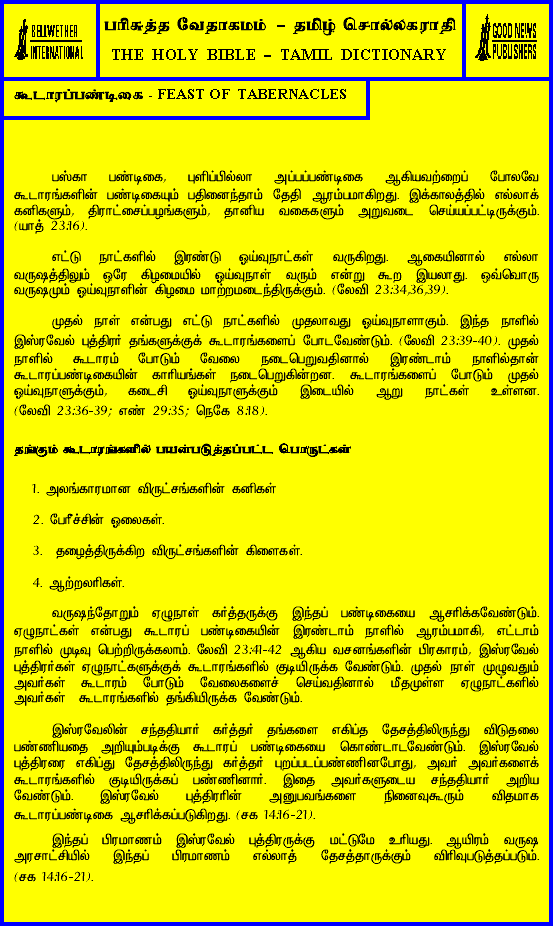 BELLWETHER
INTERNATIONAL
பரிசுத்த வேதாகமம் – தமிழ் சொல்லகராதி
THE HOLY BIBLE – TAMIL DICTIONARY
GOOD NEWS
PUBLISHERS
கூடாரப்பண்டிகை - FEAST OF TABERNACLES
பஸ்கா பண்டிகை, புளிப்பில்லா அப்பப்பண்டிகை ஆகியவற்றைப் போலவே
கூடாரங்களின் பண்டிகையும் பதினைந்தாம் தேதி ஆரம்பமாகிறது. இக்காலத்தில் எல்லாக்
கனிகளும், திராட்சைப்பழங்களும், தானிய வகைகளும் அறுவடை செய்யப்பட்டிருக்கும்.
(யாத் 23:16).
எட்டு நாட்களில் இரண்டு ஓய்வுநாட்கள் வருகிறது. ஆகையினால் எல்லா
வருஷத்திலும் ஒரே கிழமையில் ஓய்வுநாள் வரும் என்று கூற இயலாது. ஒவ்வொரு
வருஷமும் ஓய்வுநாளின் கிழமை மாற்றமடைந்திருக்கும். (லேவி 23:34,36,39).
முதல் நாள் என்பது எட்டு நாட்களில் முதலாவது ஓய்வுநாளாகும். இந்த நாளில்
இஸ்ரவேல் புத்திரர் தங்களுக்குக் கூடாரங்களைப் போடவேண்டும். (லேவி 23:39-40). முதல்
நாளில் கூடாரம் போடும் வேலை நடைபெறுவதினால் இரண்டாம் நாளில்தான்
கூடாரப்பண்டிகையின் காரியங்கள் நடைபெறுகின்றன. கூடாரங்களைப் போடும் முதல்
ஓய்வுநாளுக்கும், கடைசி ஓய்வுநாளுக்கும் இடையில் ஆறு நாட்கள் உள்ளன.
(லேவி 23:36-39; எண் 29:35; நெகே 8:18).
தங்கும் கூடாரங்களில் பயன்படுத்தப்பட்ட பொருட்கள்
1. அலங்காரமான விருட்சங்களின் கனிகள்
2. பேரீச்சின் ஓலைகள்.
3. தழைத்திருக்கிற விருட்சங்களின் கிளைகள்.
4. ஆற்றலரிகள்.
வருஷந்தோறும் ஏழுநாள் கர்த்தருக்கு இந்தப் பண்டிகையை ஆசரிக்கவேண்டும்.
ஏழுநாட்கள் என்பது கூடாரப் பண்டிகையின் இரண்டாம் நாளில் ஆரம்பமாகி, எட்டாம்
நாளில் முடிவு பெற்றிருக்கலாம். லேவி 23:41-42 ஆகிய வசனங்களின் பிரகாரம், இஸ்ரவேல்
புத்திரர்கள் ஏழுநாட்களுக்குக் கூடாரங்களில் குடியிருக்க வேண்டும். முதல் நாள் முழுவதும்
அவர்கள் கூடாரம் போடும் வேலைகளைச் செய்வதினால் மீதமுள்ள ஏழுநாட்களில்
அவர்கள் கூடாரங்களில் தங்கியிருக்க வேண்டும்.
இஸ்ரவேலின் சந்ததியார் கர்த்தர் தங்களை எகிப்த தேசத்திலிருந்து விடுதலை
பண்ணியதை அறியும்படிக்கு கூடாரப் பண்டிகையை கொண்டாடவேண்டும். இஸ்ரவேல்
புத்திரரை எகிப்து தேசத்திலிருந்து கர்த்தர் புறப்படப்பண்ணினபோது, அவர் அவர்களைக்
கூடாரங்களில் குடியிருக்கப் பண்ணினார். இதை அவர்களுடைய சந்ததியார் அறிய
வேண்டும். இஸ்ரவேல் புத்திரரின் அனுபவங்களை நினைவுகூரும் விதமாக
கூடாரப்பண்டிகை ஆசரிக்கப்படுகிறது. (சக 14:16-21).
இந்தப் பிரமாணம் இஸ்ரவேல் புத்திரருக்கு மட்டுமே உரியது. ஆயிரம் வருஷ
அரசாட்சியில் இந்தப் பிரமாணம் எல்லாத் தேசத்தாருக்கும் விரிவுபடுத்தப்படும்.
(சக 14:16-21).